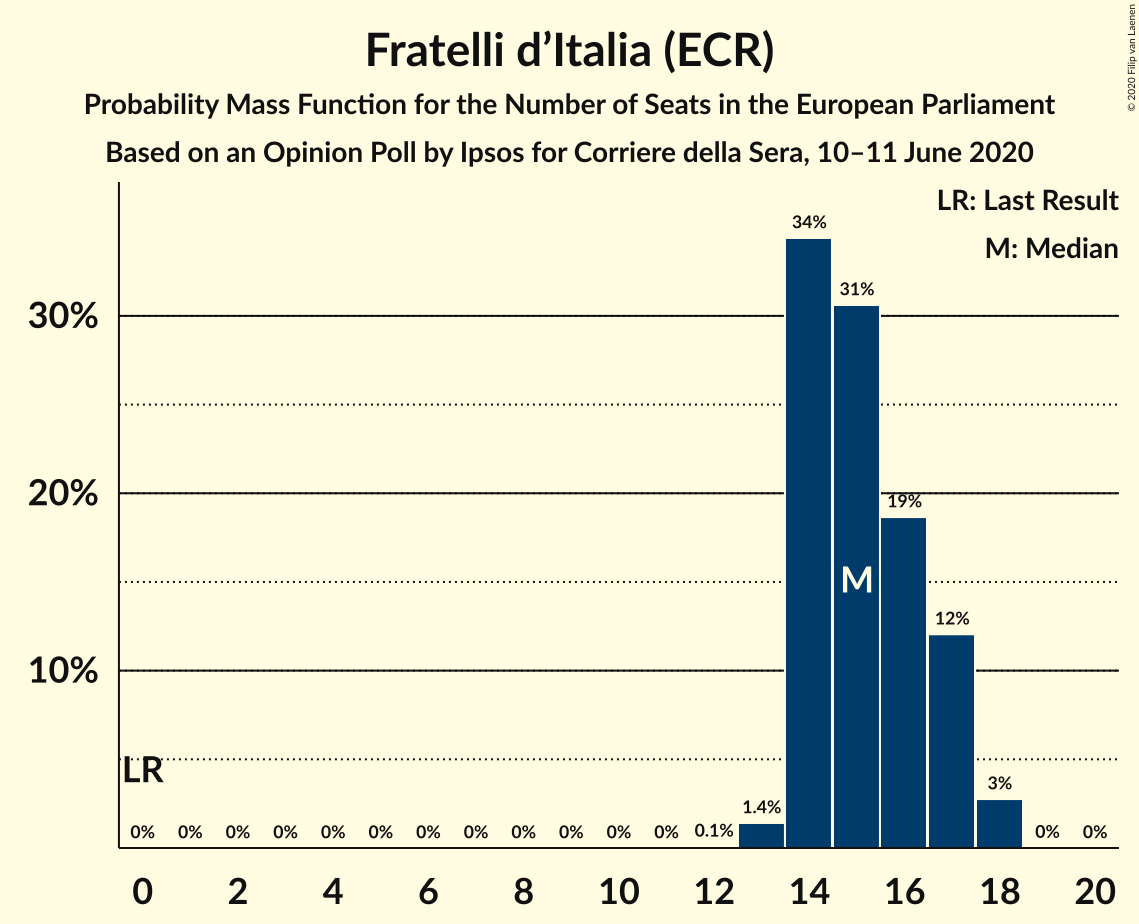 Fratelli d’Italia (ECR)
Probability Mass Function for the Number of Seats in the European Parliament
Based on an Opinion Poll by Ipsos for Corriere della Sera, 10–11 June 2020
© 2020 Filip van Laenen
LR: Last Result
M: Median
34%
31%
30%
20%
19%
M
12%
10%
LR
3%
1.4%
0% 0% 0% 0% 0% 0% 0% 0% 0% 0% 0% 0% 0.1% 0% 0%
0 2 4 6 8 10 12 14 16 18 20